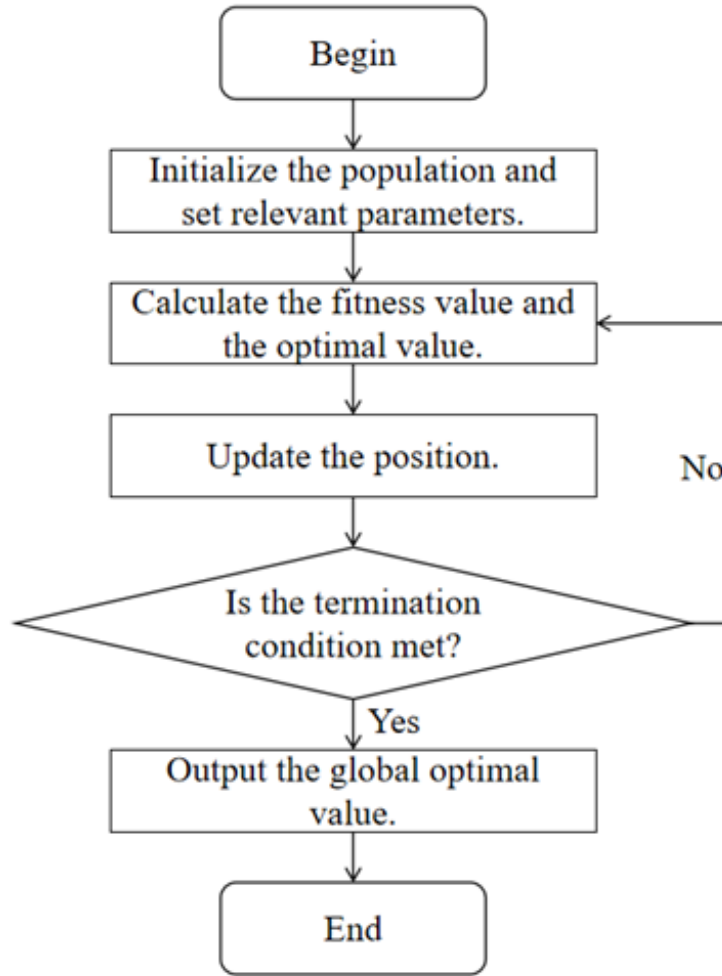 Begin
Initialize the population and
set relevant parameters.
Calculate the fitness value and
the optimal value.
Update the position.
No
Is the termination
condition met?
Yes
Output the global optimal
value.
End